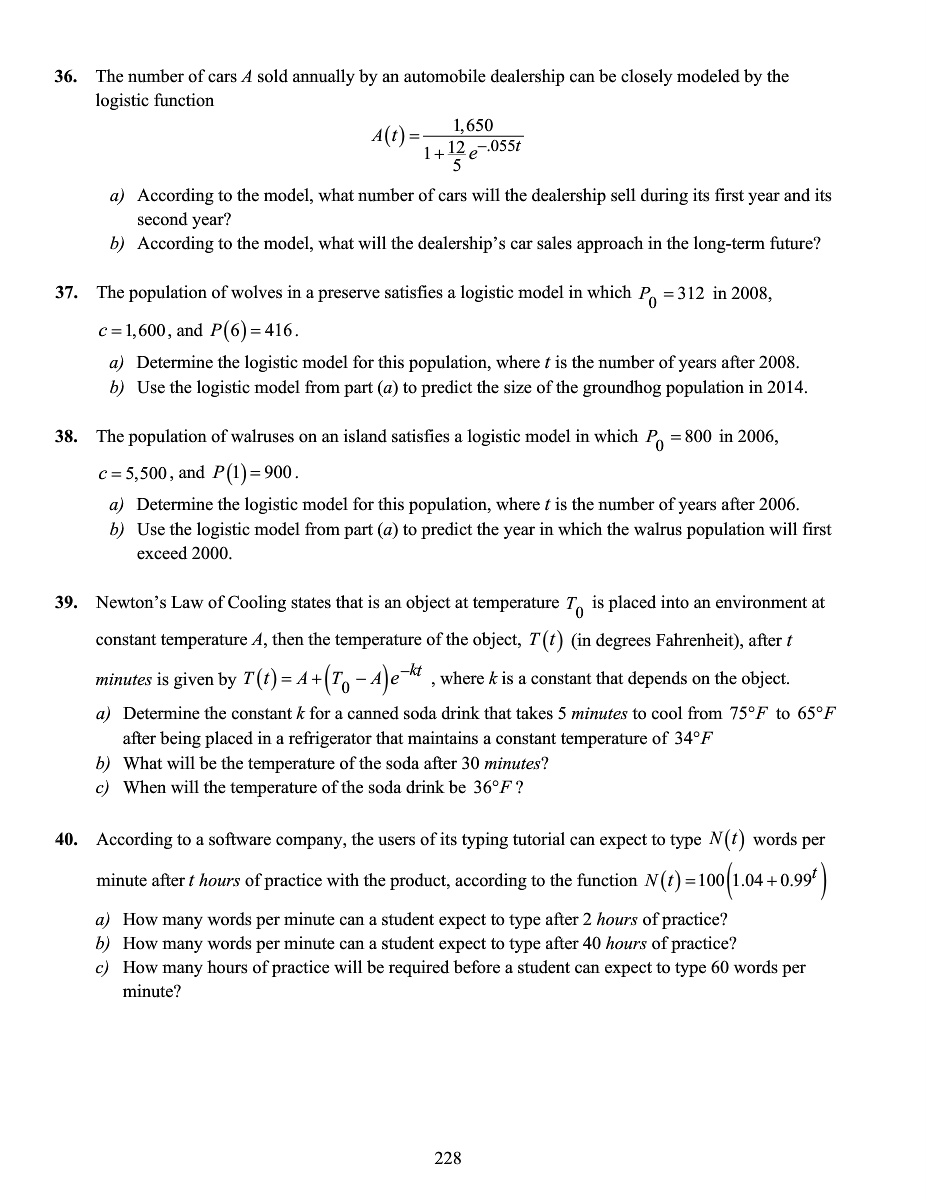 36. The number of cars A sold annually by an automobile dealership can be closely modeled by the
logistic function
A(t) = 1,650 / (1 + 12/5 e^−.055t)
a) According to the model, what number of cars will the dealership sell during its first year and its
second year?
b) According to the model, what will the dealership’s car sales approach in the long-term future?
37. The population of wolves in a preserve satisfies a logistic model in which P₀ = 312 in 2008,
c = 1,600, and P(6) = 416.
a) Determine the logistic model for this population, where t is the number of years after 2008.
b) Use the logistic model from part (a) to predict the size of the groundhog population in 2014.
38. The population of walruses on an island satisfies a logistic model in which P₀ = 800 in 2006,
c = 5,500, and P(1) = 900.
a) Determine the logistic model for this population, where t is the number of years after 2006.
b) Use the logistic model from part (a) to predict the year in which the walrus population will first
exceed 2000.
39. Newton’s Law of Cooling states that is an object at temperature T₀ is placed into an environment at
constant temperature A, then the temperature of the object, T(t) (in degrees Fahrenheit), after t
minutes is given by T(t) = A + (T₀ − A)e^−kt, where k is a constant that depends on the object.
a) Determine the constant k for a canned soda drink that takes 5 minutes to cool from 75°F to 65°F
after being placed in a refrigerator that maintains a constant temperature of 34°F
b) What will be the temperature of the soda after 30 minutes?
c) When will the temperature of the soda drink be 36°F?
40. According to a software company, the users of its typing tutorial can expect to type N(t) words per
minute after t hours of practice with the product, according to the function N(t) = 100(1.04 + 0.99^t)
a) How many words per minute can a student expect to type after 2 hours of practice?
b) How many words per minute can a student expect to type after 40 hours of practice?
c) How many hours of practice will be required before a student can expect to type 60 words per
minute?
228